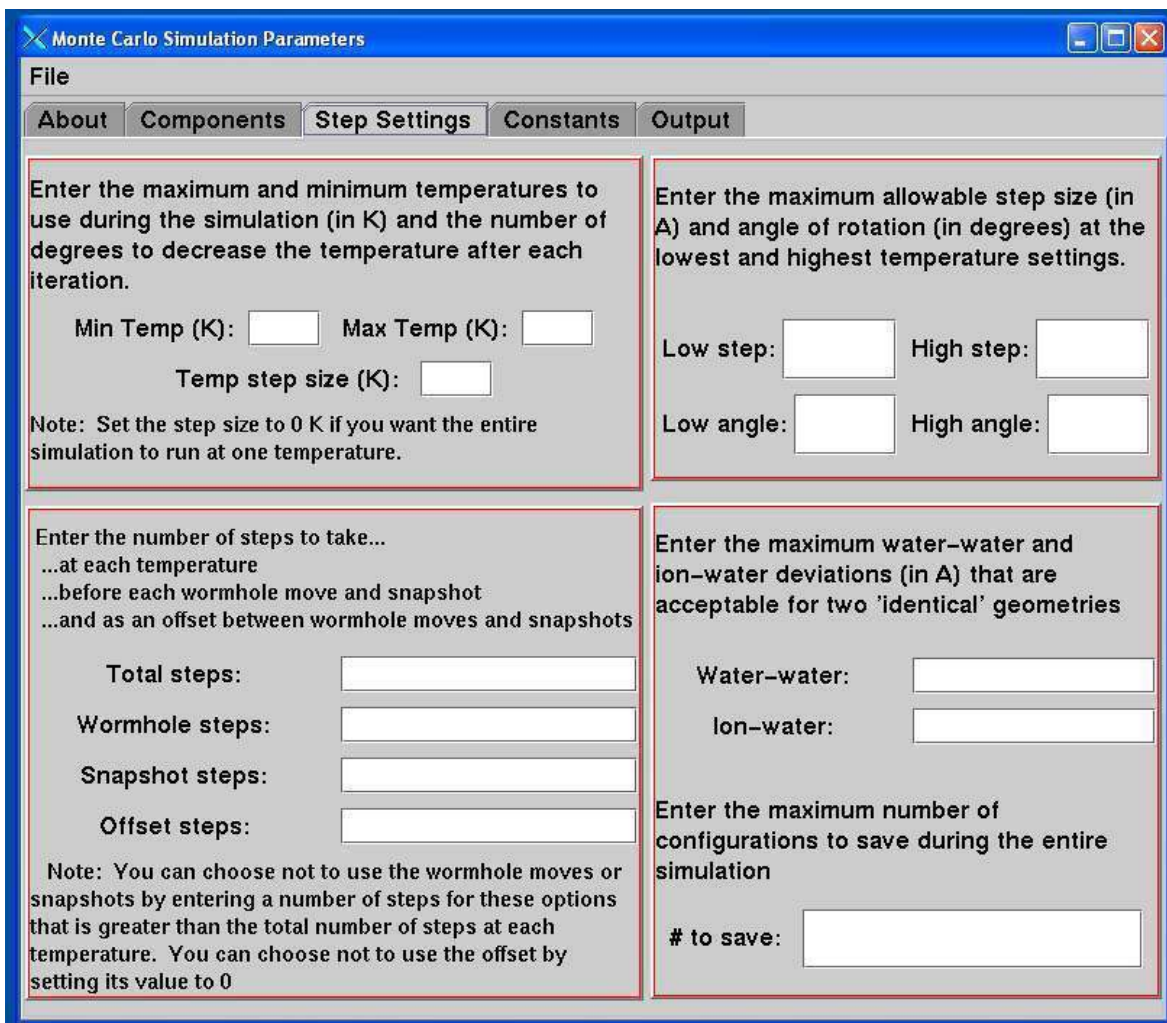 Monte Carlo Simulation Parameters
File
About Components Step Settings Constants Output
Enter the maximum and minimum temperatures to
use during the simulation (in K) and the number of
degrees to decrease the temperature after each
iteration.
Min Temp (K): Max Temp (K):
Temp step size (K):
Note: Set the step size to 0 K if you want the entire
simulation to run at one temperature.
Enter the maximum allowable step size (in
A) and angle of rotation (in degrees) at the
lowest and highest temperature settings.
Low step: High step:
Low angle: High angle:
Enter the number of steps to take...
...at each temperature
...before each wormhole move and snapshot
...and as an offset between wormhole moves and snapshots
Total steps:
Wormhole steps:
Snapshot steps:
Offset steps:
Note: You can choose not to use the wormhole moves or
snapshots by entering a number of steps for these options
that is greater than the total number of steps at each
temperature. You can choose not to use the offset by
setting its value to 0
Enter the maximum water-water and
ion-water deviations (in A) that are
acceptable for two 'identical' geometries
Water-water:
Ion-water:
Enter the maximum number of
configurations to save during the entire
simulation
# to save: